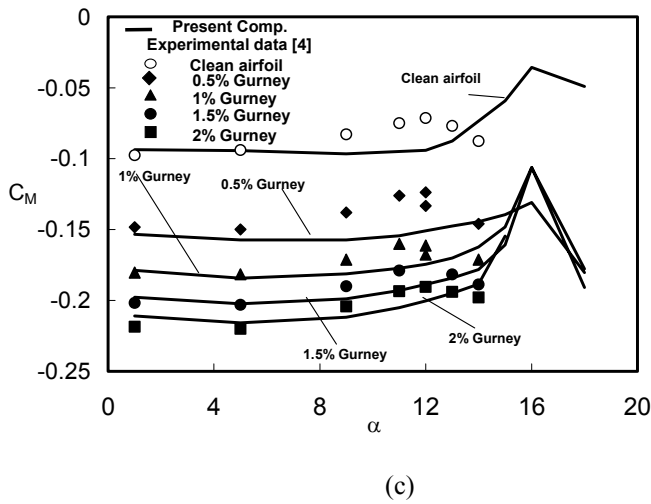 0
Present Comp.
Experimental data [4]
Clean airfoil
0.5% Gurney
1% Gurney
1.5% Gurney
2% Gurney
Clean airfoil
-0.05
-0.1
1% Gurney
0.5% Gurney
C_M
-0.15
-0.2
1.5% Gurney
2% Gurney
-0.25
0 4 8 12 16 20
α
(c)